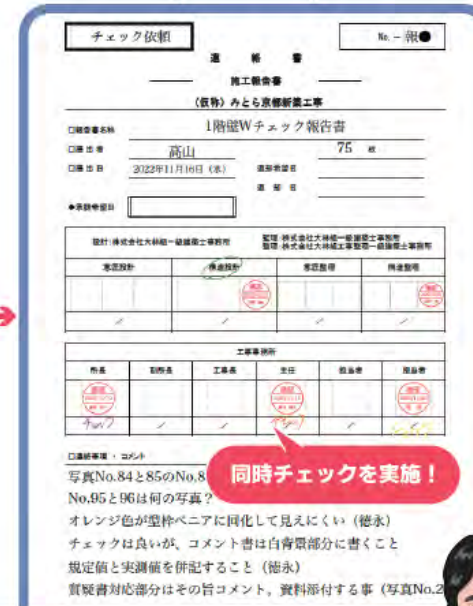 チェック依頼
No. － 報●
連 絡 書
施工報告書
(仮称) みとら京都新築工事
□報告書名称 1階壁Wチェック報告書
□提出者 高山 75 枚
□提出日 2022年11月16日 (水) 返却希望日
返却日
◆承認希望日
設計：株式会社大林組一級建築士事務所
監理：株式会社大林組一級建築士事務所
意匠設計 構造設計 意匠監理 構造監理
工事事務所
所長 副所長 工事長 主任 担当者 担当者
チェック
□連絡事項・コメント
同時チェックを実施！
写真No.84と85のNo.8
No.95と96は何の写真？
オレンジ色が型枠ベニアに同化して見えにくい (徳永)
チェックは良いが、コメント書は白背景部分に書くこと
規定値と実測値を併記すること (徳永)
質疑書対応部分はその旨コメント、資料添付する事 (写真No.2